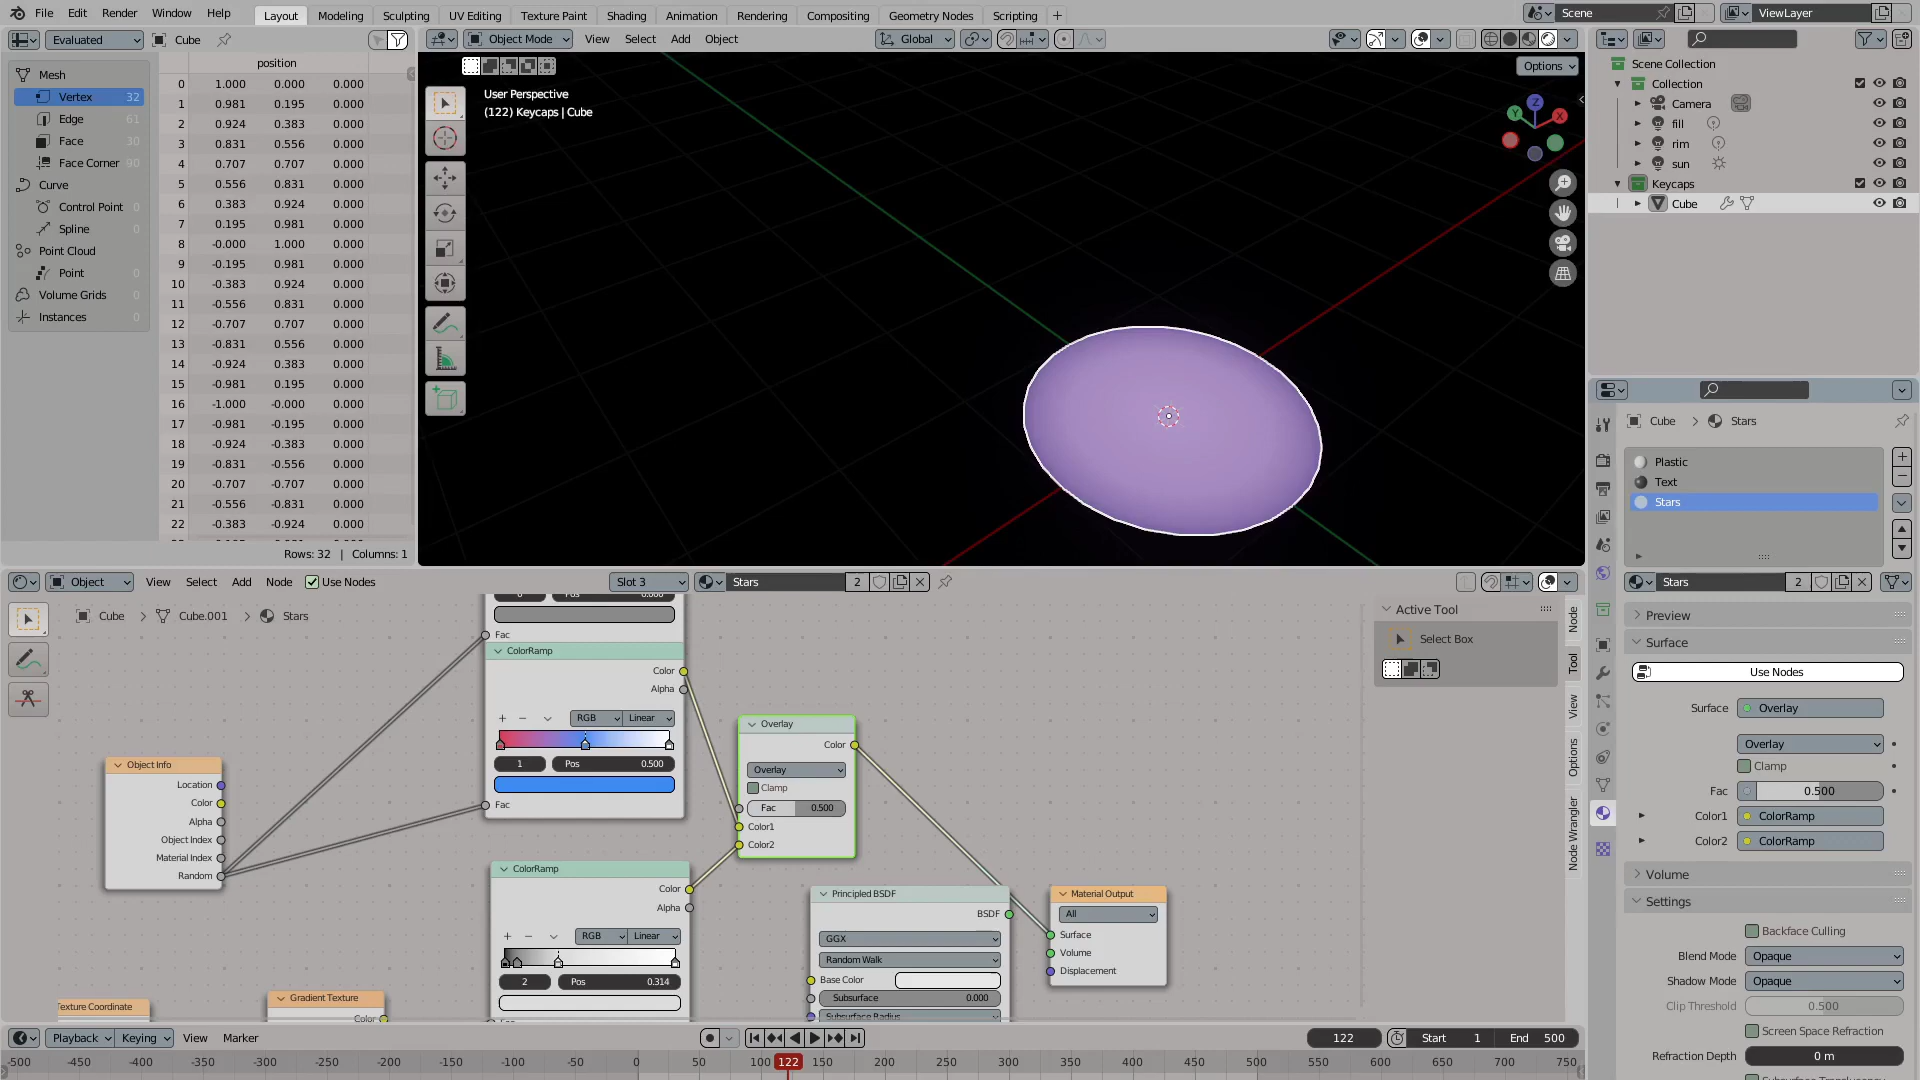 File Edit Render Window Help Layout Modeling Sculpting UV Editing Texture Paint Shading Animation Rendering Compositing Geometry Nodes Scripting + Scene ViewLayer
Evaluated Cube
Object Mode View Select Add Object Global
Options
position
Mesh
Vertex 32
Edge 61
Face 30
Face Corner 90
Curve
Control Point 0
Spline 0
Point Cloud
Point 0
Volume Grids 0
Instances 0
0 1.000 0.000 0.000
1 0.981 0.195 0.000
2 0.924 0.383 0.000
3 0.831 0.556 0.000
4 0.707 0.707 0.000
5 0.556 0.831 0.000
6 0.383 0.924 0.000
7 0.195 0.981 0.000
8 -0.000 1.000 0.000
9 -0.195 0.981 0.000
10 -0.383 0.924 0.000
11 -0.556 0.831 0.000
12 -0.707 0.707 0.000
13 -0.831 0.556 0.000
14 -0.924 0.383 0.000
15 -0.981 0.195 0.000
16 -1.000 -0.000 0.000
17 -0.981 -0.195 0.000
18 -0.924 -0.383 0.000
19 -0.831 -0.556 0.000
20 -0.707 -0.707 0.000
21 -0.556 -0.831 0.000
22 -0.383 -0.924 0.000
Rows: 32 | Columns: 1
User Perspective
(122) Keycaps | Cube
Z
Y
X
Scene Collection
Collection
Camera
fill
rim
sun
Keycaps
Cube
Cube > Stars
Plastic
Text
Stars
Stars 2
Preview
Surface
Use Nodes
Surface Overlay
Overlay
Clamp
Fac 0.500
Color1 ColorRamp
Color2 ColorRamp
Volume
Settings
Backface Culling
Blend Mode Opaque
Shadow Mode Opaque
Clip Threshold 0.500
Screen Space Refraction
Refraction Depth 0 m
Object View Select Add Node Use Nodes Slot 3 Stars 2
Cube > Cube.001 > Stars
Active Tool
Select Box
Node
Tool
View
Options
Node Wrangler
Fac
ColorRamp
Color
Alpha
+ − RGB Linear
1 Pos 0.500
Fac
Object Info
Location
Color
Alpha
Object Index
Material Index
Random
Overlay
Color
Overlay
Clamp
Fac 0.500
Color1
Color2
ColorRamp
Color
Alpha
+ − RGB Linear
2 Pos 0.314
Principled BSDF
BSDF
GGX
Random Walk
Base Color
Subsurface 0.000
Subsurface Radius
Material Output
All
Surface
Volume
Displacement
Texture Coordinate
Gradient Texture
Color
Playback Keying View Marker 122 Start 1 End 500
-500 -450 -400 -350 -300 -250 -200 -150 -100 -50 0 50 100 122 150 200 250 300 350 400 450 500 550 600 650 700 750